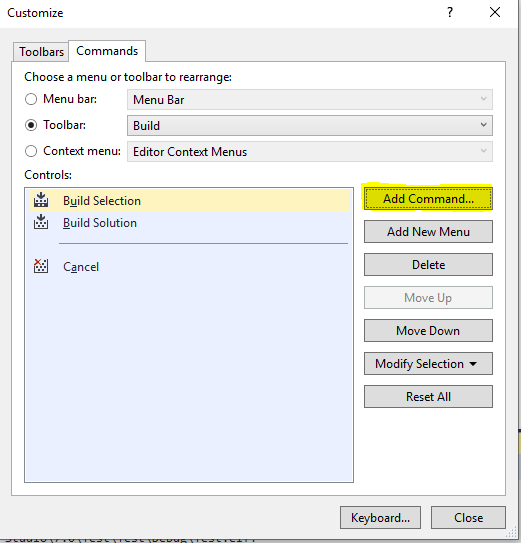 Customize
?
Toolbars
Commands
Choose a menu or toolbar to rearrange:
Menu bar:
Menu Bar
Toolbar:
Build
Context menu:
Editor Context Menus
Controls:
Build Selection
Build Solution
Cancel
Add Command...
Add New Menu
Delete
Move Up
Move Down
Modify Selection
Reset All
Keyboard...
Close